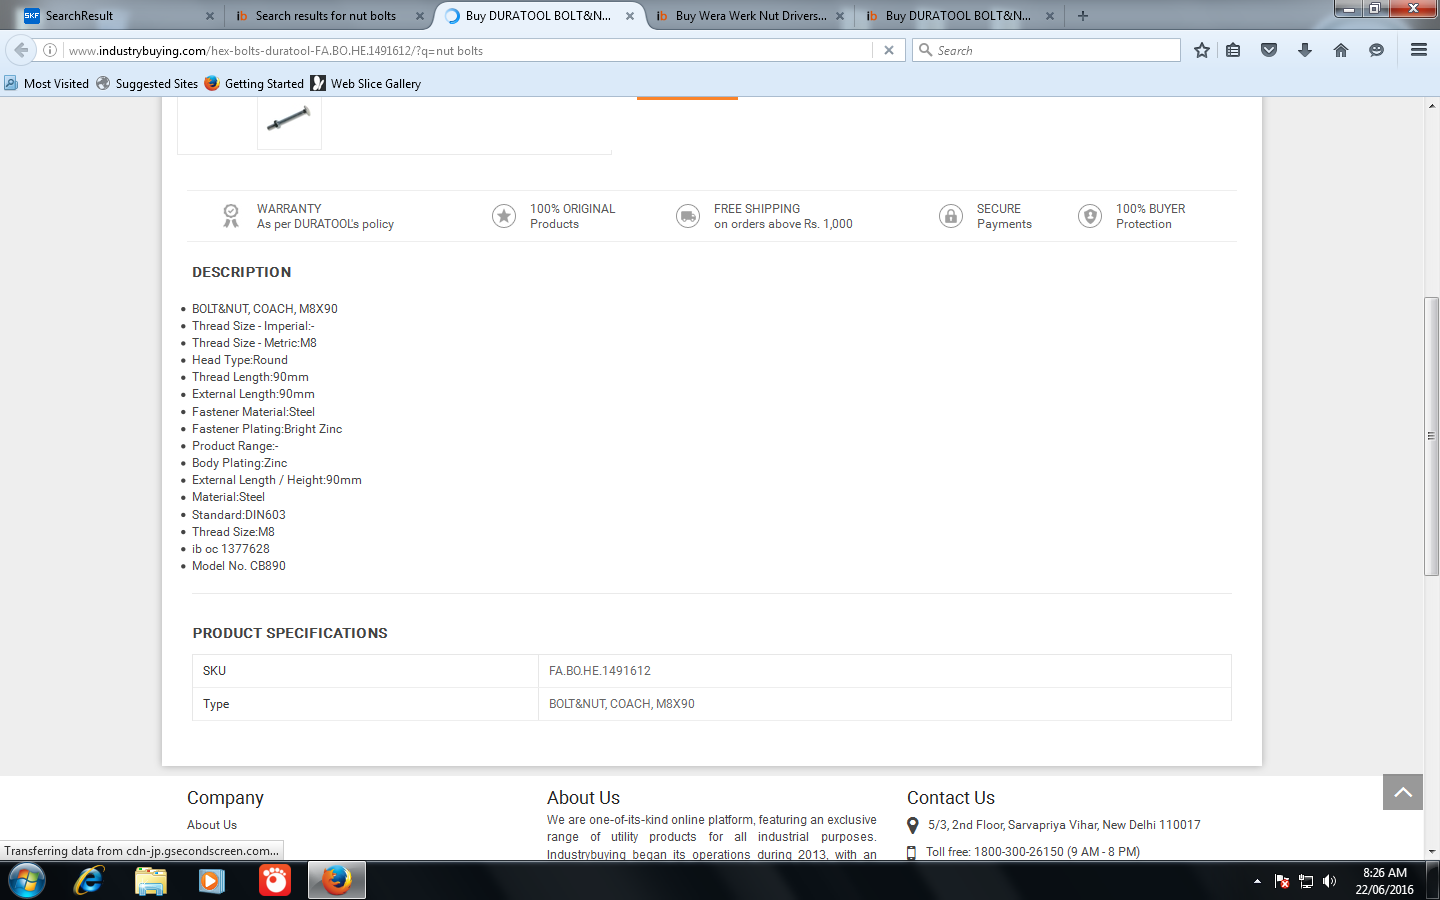 SKF SearchResult
ib Search results for nut bolts
Buy DURATOOL BOLT&N...
ib Buy Wera Werk Nut Drivers...
ib Buy DURATOOL BOLT&N...
www.industrybuying.com/hex-bolts-duratool-FA.BO.HE.1491612/?q=nut bolts
Search
Most Visited
Suggested Sites
Getting Started
Web Slice Gallery
WARRANTY
As per DURATOOL's policy
100% ORIGINAL
Products
FREE SHIPPING
on orders above Rs. 1,000
SECURE
Payments
100% BUYER
Protection
DESCRIPTION
BOLT&NUT, COACH, M8X90
Thread Size - Imperial:-
Thread Size - Metric:M8
Head Type:Round
Thread Length:90mm
External Length:90mm
Fastener Material:Steel
Fastener Plating:Bright Zinc
Product Range:-
Body Plating:Zinc
External Length / Height:90mm
Material:Steel
Standard:DIN603
Thread Size:M8
ib oc 1377628
Model No. CB890
PRODUCT SPECIFICATIONS
SKU FA.BO.HE.1491612
Type BOLT&NUT, COACH, M8X90
Company
About Us
About Us
We are one-of-its-kind online platform, featuring an exclusive
range of utility products for all industrial purposes.
Industrybuying began its operations during 2013, with an
Contact Us
5/3, 2nd Floor, Sarvapriya Vihar, New Delhi 110017
Toll free: 1800-300-26150 (9 AM - 8 PM)
Transferring data from cdn-jp.gsecondscreen.com...
8:26 AM
22/06/2016